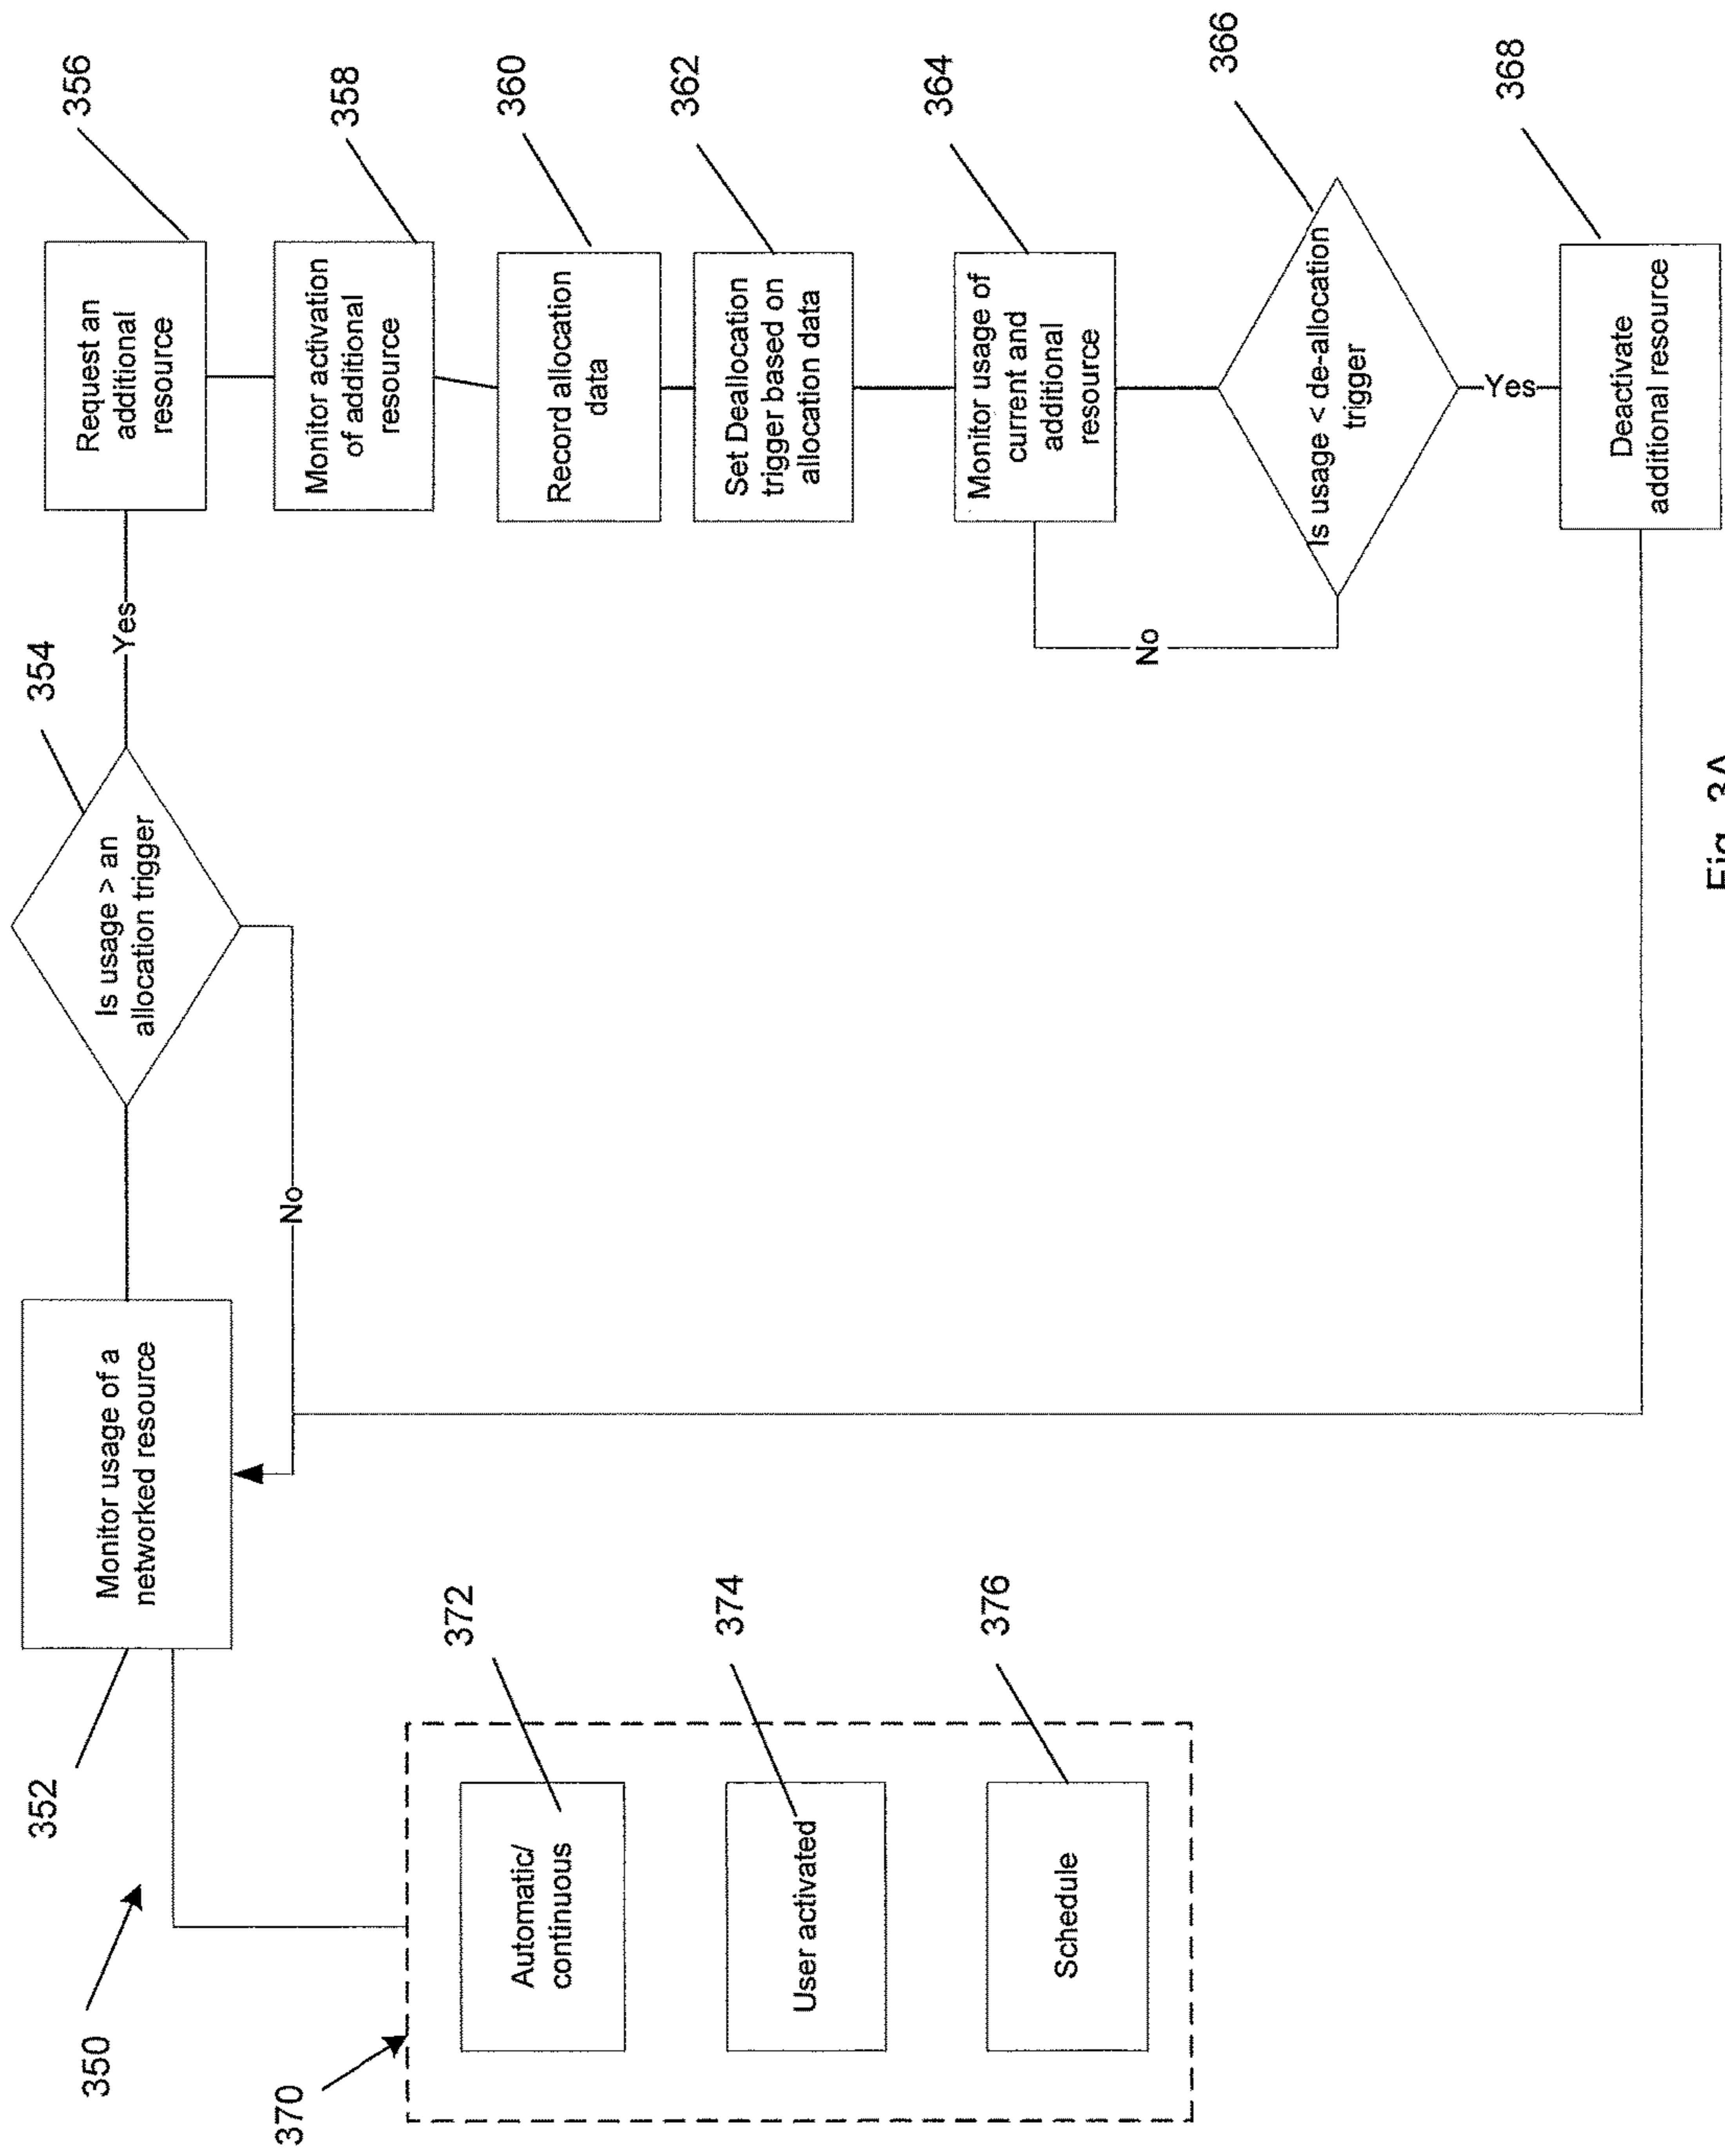 350
352
Monitor usage of a
networked resource
354
Is usage > an
allocation trigger
Yes
No
356
Request an
additional
resource
358
Monitor activation
of additional
resource
360
Record allocation
data
362
Set Deallocation
trigger based on
allocation data
364
Monitor usage of
current and
additional
resource
366
Is usage < de-allocation
trigger
No
Yes
368
Deactivate
additional resource
370
372
Automatic/
continuous
374
User activated
376
Schedule
Fig. 3A